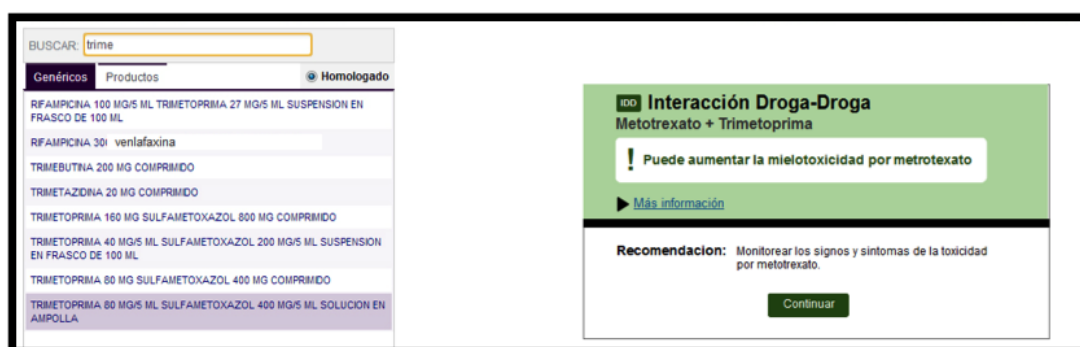 BUSCAR: trime
Genéricos Productos Homologado
RIFAMPICINA 100 MG/5 ML TRIMETOPRIMA 27 MG/5 ML SUSPENSION EN
FRASCO DE 100 ML
RIFAMPICINA 30 venlafaxina
TRIMEBUTINA 200 MG COMPRIMIDO
TRIMETAZIDINA 20 MG COMPRIMIDO
TRIMETOPRIMA 160 MG SULFAMETOXAZOL 800 MG COMPRIMIDO
TRIMETOPRIMA 40 MG/5 ML SULFAMETOXAZOL 200 MG/5 ML SUSPENSION
EN FRASCO DE 100 ML
TRIMETOPRIMA 80 MG SULFAMETOXAZOL 400 MG COMPRIMIDO
TRIMETOPRIMA 80 MG/5 ML SULFAMETOXAZOL 400 MG/5 ML SOLUCION EN
AMPOLLA
IDD Interacción Droga-Droga
Metotrexato + Trimetoprima
! Puede aumentar la mielotoxicidad por metrotexato
Más información
Recomendacion: Monitorear los signos y sintomas de la toxicidad
por metotrexato.
Continuar